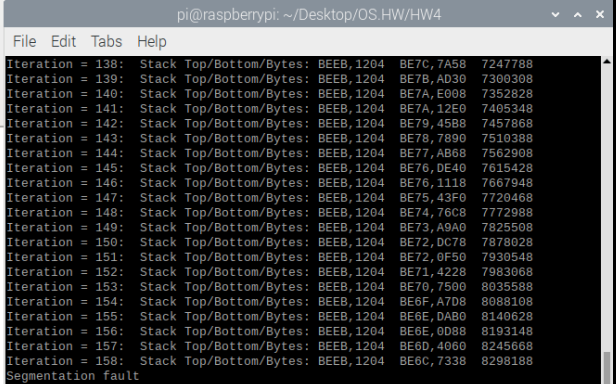 pi@raspberrypi: ~/Desktop/OS.HW/HW4
File Edit Tabs Help
Iteration = 138: Stack Top/Bottom/Bytes: BEEB,1204 BE7C,7A58 7247788
Iteration = 139: Stack Top/Bottom/Bytes: BEEB,1204 BE7B,AD30 7300308
Iteration = 140: Stack Top/Bottom/Bytes: BEEB,1204 BE7A,E008 7352828
Iteration = 141: Stack Top/Bottom/Bytes: BEEB,1204 BE7A,12E0 7405348
Iteration = 142: Stack Top/Bottom/Bytes: BEEB,1204 BE79,45B8 7457868
Iteration = 143: Stack Top/Bottom/Bytes: BEEB,1204 BE78,7890 7510388
Iteration = 144: Stack Top/Bottom/Bytes: BEEB,1204 BE77,AB68 7562908
Iteration = 145: Stack Top/Bottom/Bytes: BEEB,1204 BE76,DE40 7615428
Iteration = 146: Stack Top/Bottom/Bytes: BEEB,1204 BE76,1118 7667948
Iteration = 147: Stack Top/Bottom/Bytes: BEEB,1204 BE75,43F0 7720468
Iteration = 148: Stack Top/Bottom/Bytes: BEEB,1204 BE74,76C8 7772988
Iteration = 149: Stack Top/Bottom/Bytes: BEEB,1204 BE73,A9A0 7825508
Iteration = 150: Stack Top/Bottom/Bytes: BEEB,1204 BE72,DC78 7878028
Iteration = 151: Stack Top/Bottom/Bytes: BEEB,1204 BE72,0F50 7930548
Iteration = 152: Stack Top/Bottom/Bytes: BEEB,1204 BE71,4228 7983068
Iteration = 153: Stack Top/Bottom/Bytes: BEEB,1204 BE70,7500 8035588
Iteration = 154: Stack Top/Bottom/Bytes: BEEB,1204 BE6F,A7D8 8088108
Iteration = 155: Stack Top/Bottom/Bytes: BEEB,1204 BE6E,DAB0 8140628
Iteration = 156: Stack Top/Bottom/Bytes: BEEB,1204 BE6E,0D88 8193148
Iteration = 157: Stack Top/Bottom/Bytes: BEEB,1204 BE6D,4060 8245668
Iteration = 158: Stack Top/Bottom/Bytes: BEEB,1204 BE6C,7338 8298188
Segmentation fault